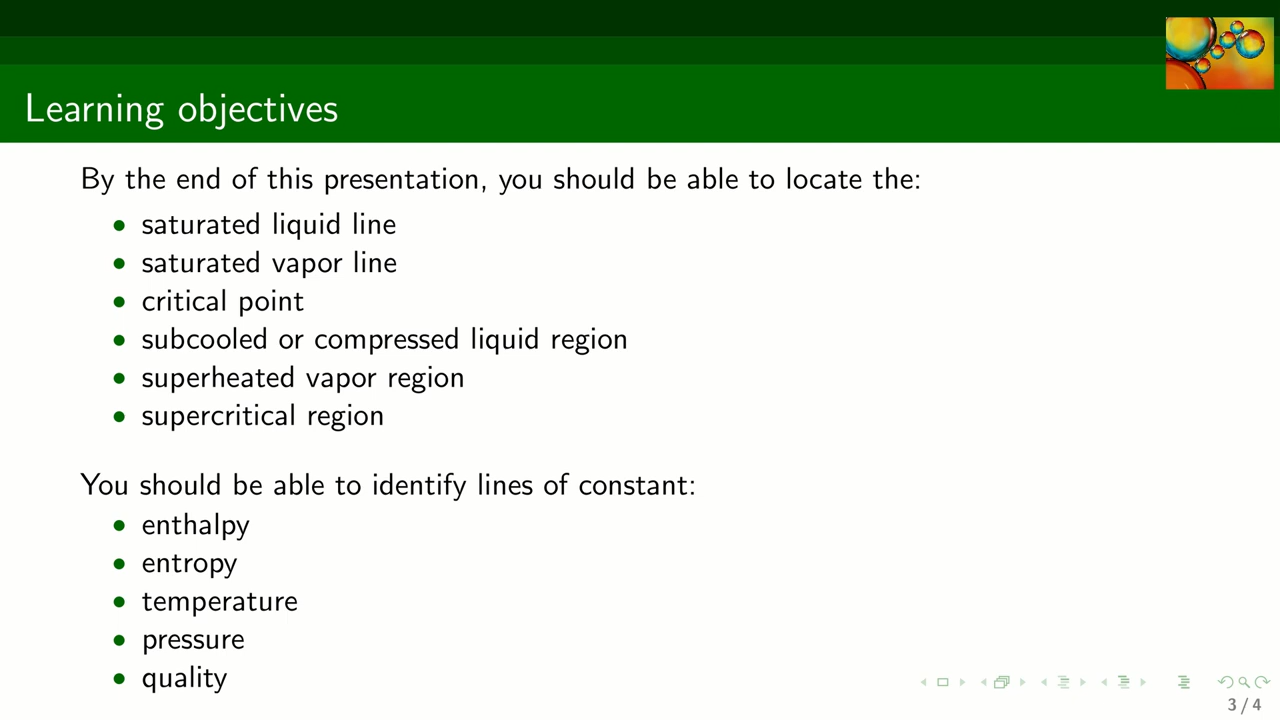 Learning objectives
By the end of this presentation, you should be able to locate the:
• saturated liquid line
• saturated vapor line
• critical point
• subcooled or compressed liquid region
• superheated vapor region
• supercritical region
You should be able to identify lines of constant:
• enthalpy
• entropy
• temperature
• pressure
• quality
3 / 4